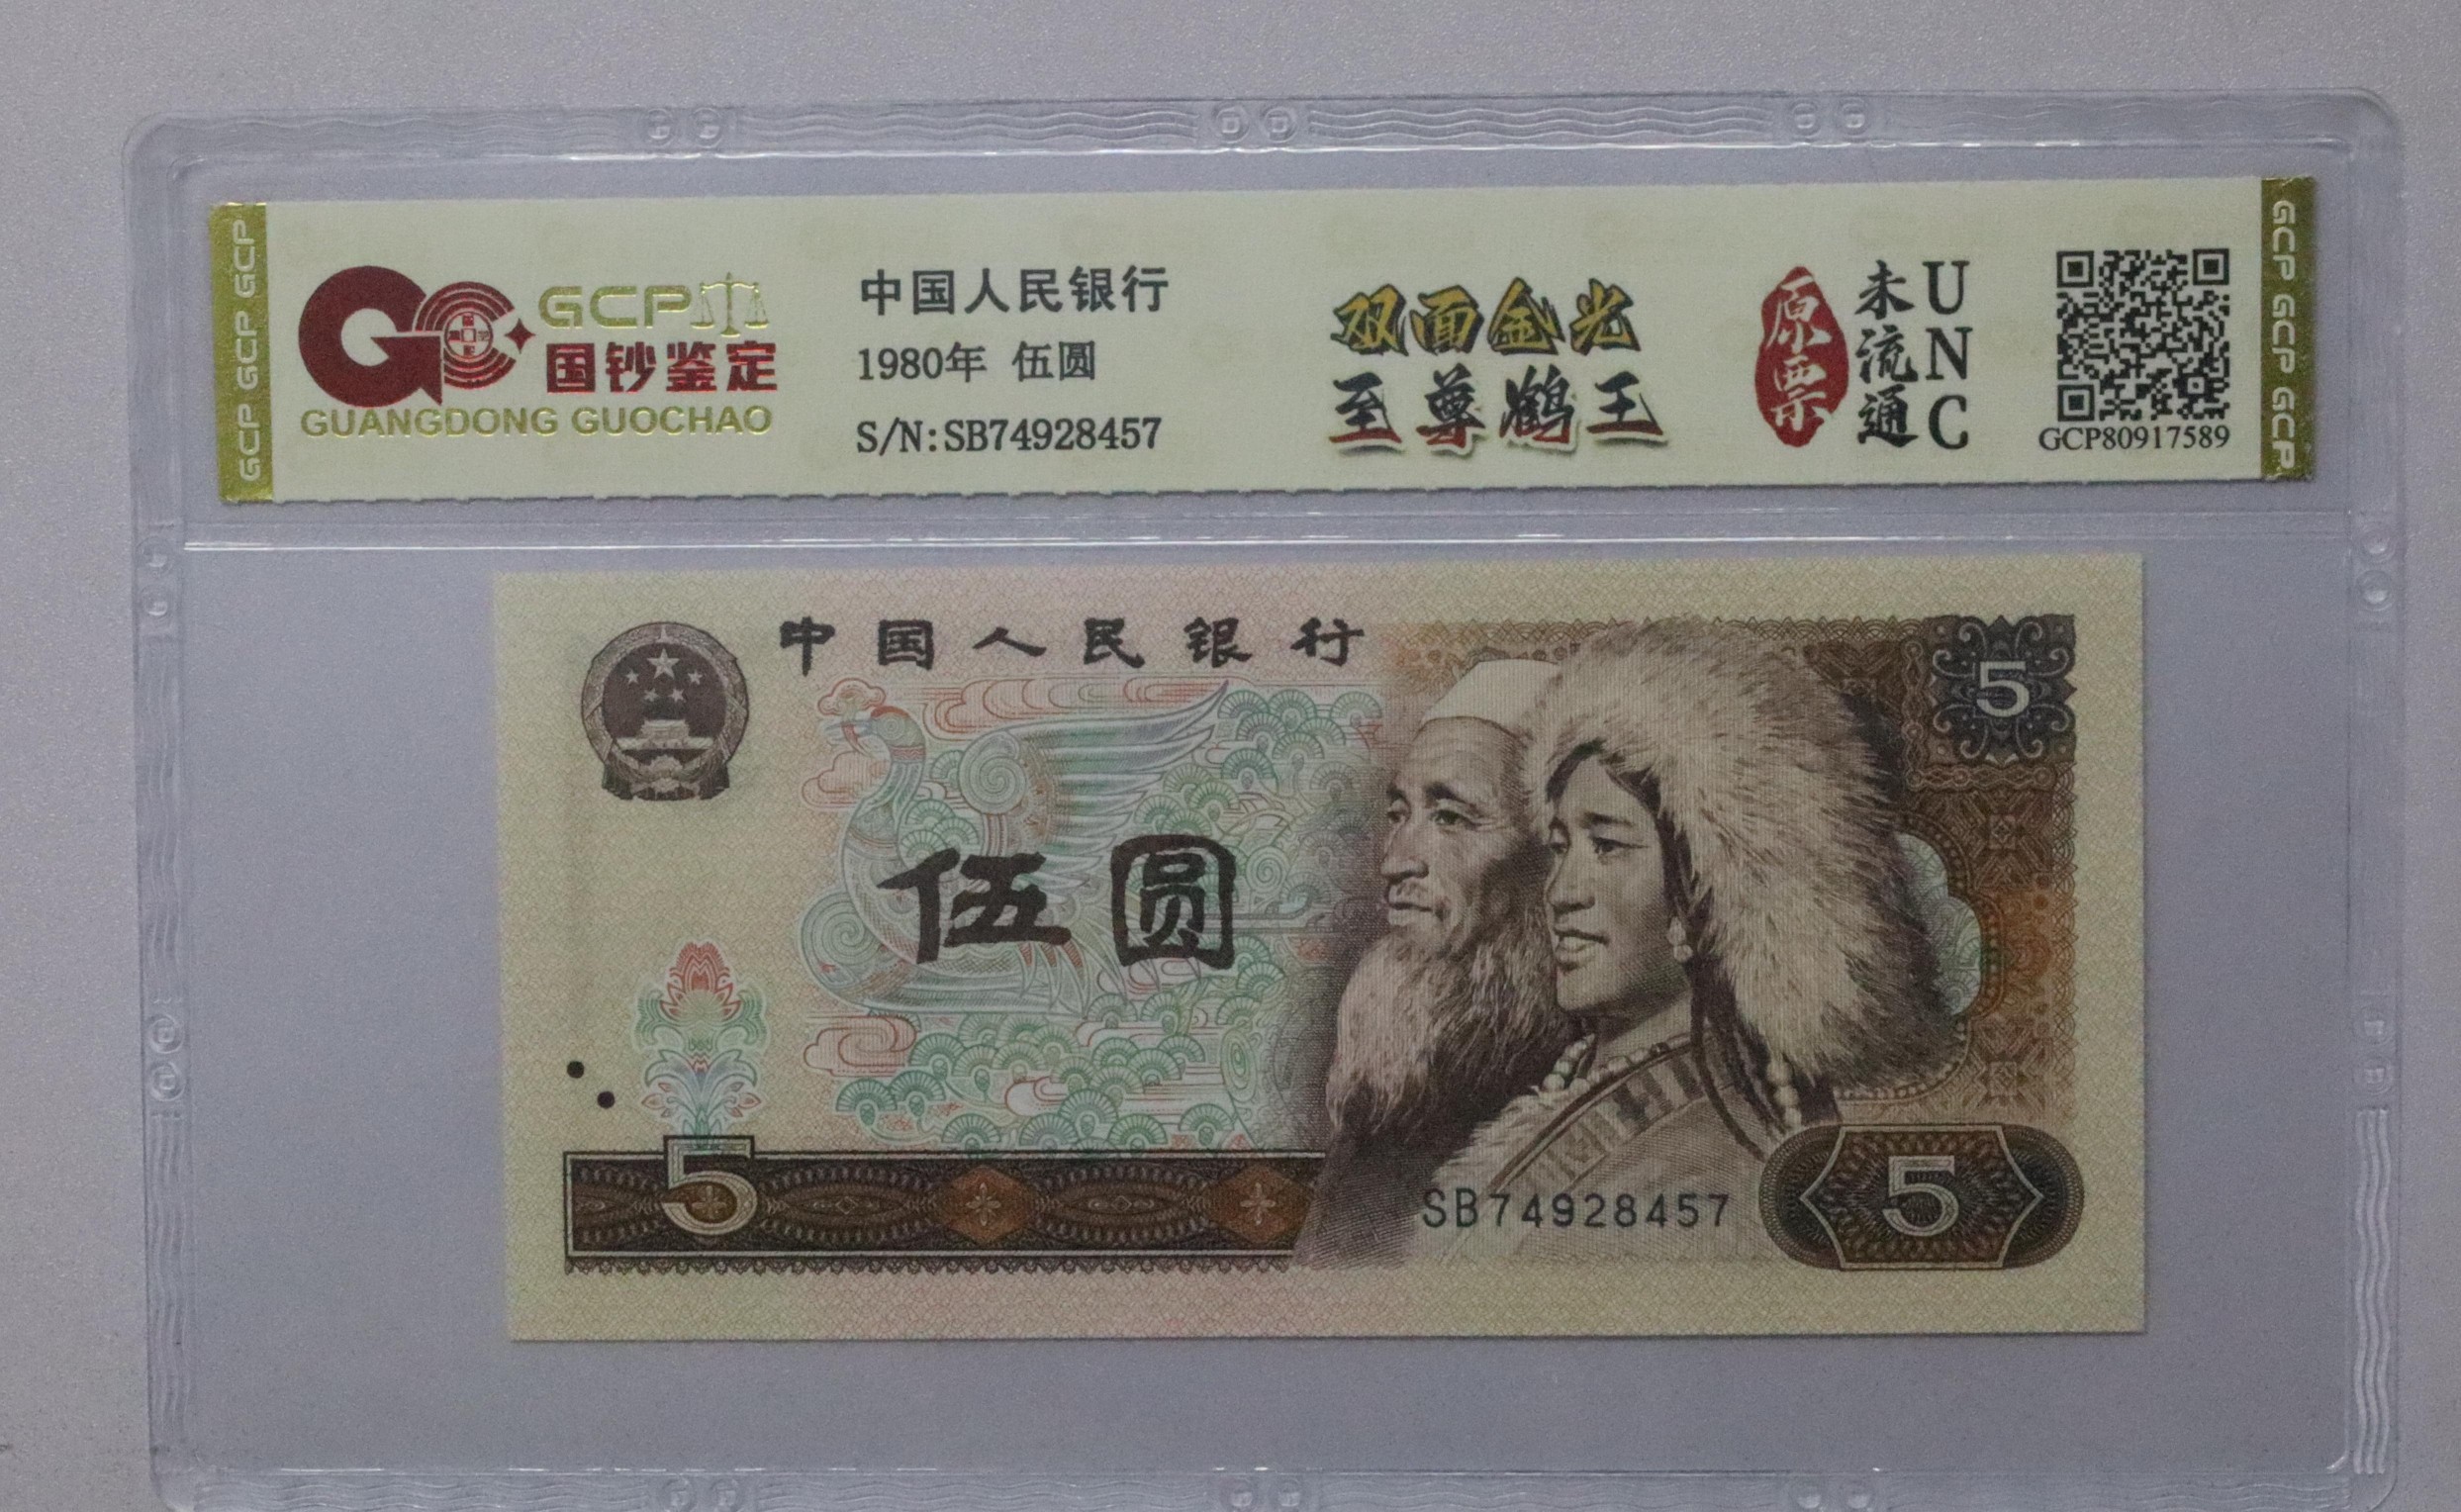 GCP GCP GCP
GCP
国钞鉴定
GUANGDONG GUOCHAO
中国人民银行
1980年 伍圆
S/N:SB74928457
双面金光
至尊鹤王
原票
未流通
UNC
GCP80917589
GCP GCP GCP
中国人民银行
5
伍圆
5
SB74928457
5